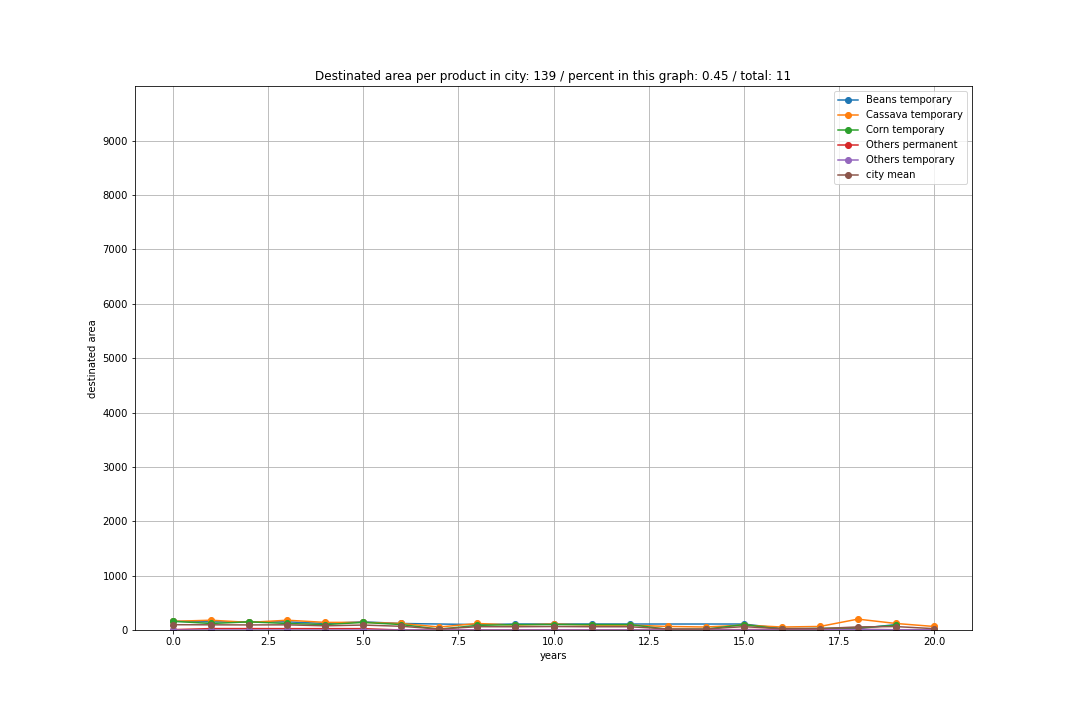 Destinated area per product in city: 139 / percent in this graph: 0.45 / total: 11
Beans temporary
Cassava temporary
Corn temporary
Others permanent
Others temporary
city mean
9000
8000
7000
6000
5000
4000
3000
2000
1000
0
destinated area
0.0 2.5 5.0 7.5 10.0 12.5 15.0 17.5 20.0
years